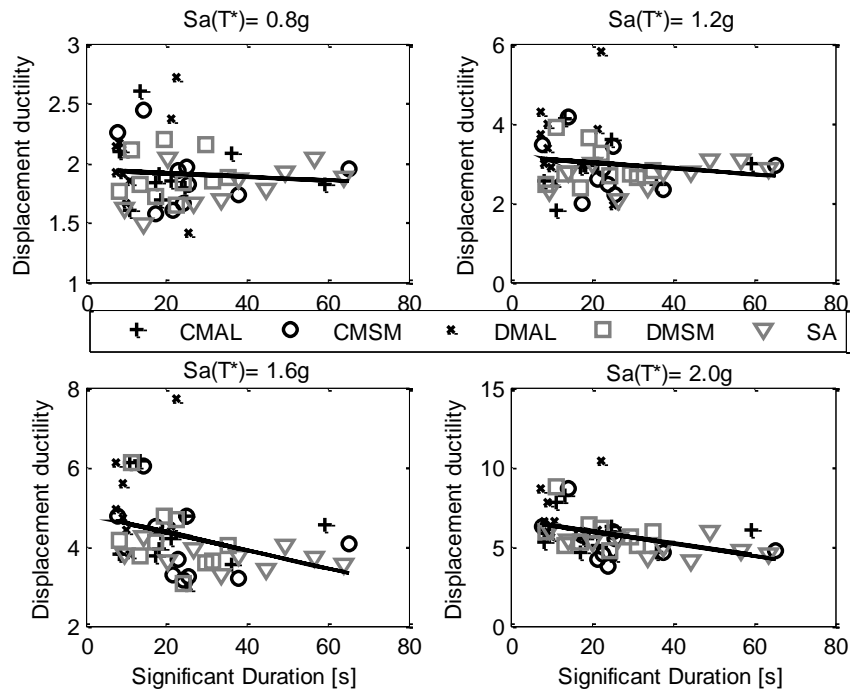 Sa(T*)= 0.8g
Sa(T*)= 1.2g
Displacement ductility
3
2.5
2
1.5
1
0 20 40 60 80
Displacement ductility
6
4
2
0
0 20 40 60 80
CMAL CMSM DMAL DMSM SA
Sa(T*)= 1.6g
Sa(T*)= 2.0g
Displacement ductility
8
6
4
2
0 20 40 60 80
Significant Duration [s]
Displacement ductility
15
10
5
0
0 20 40 60 80
Significant Duration [s]